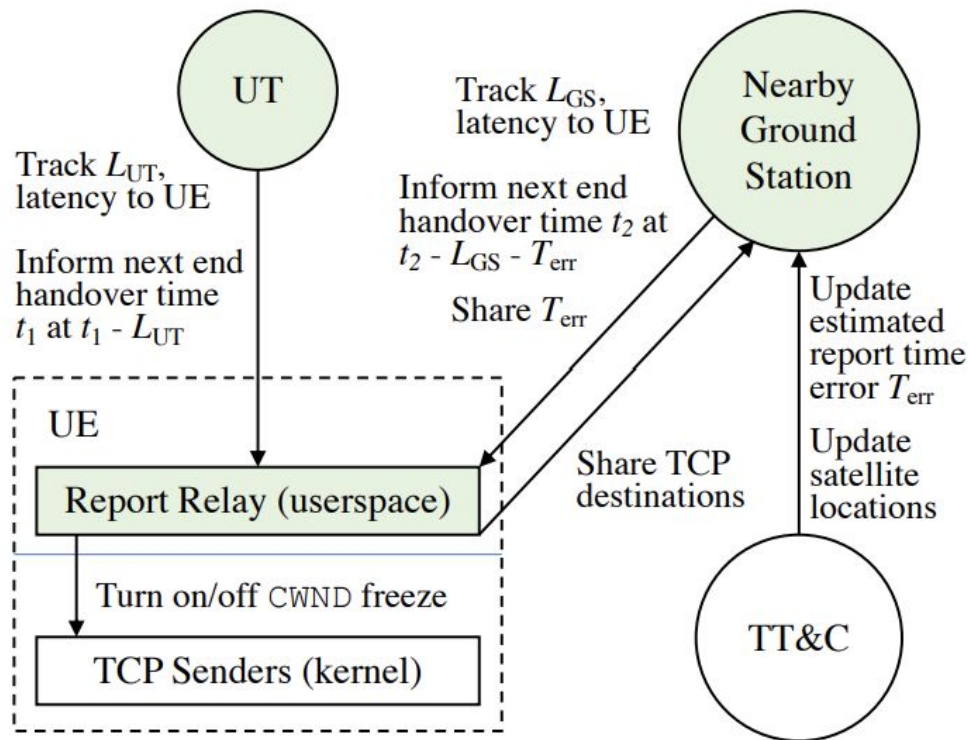 UT
Track L_UT,
latency to UE
Inform next end
handover time
t_1 at t_1 - L_UT
Track L_GS,
latency to UE
Nearby
Ground
Station
Inform next end
handover time t_2 at
t_2 - L_GS - T_err
Share T_err
Update
estimated
report time
error T_err
Update
satellite
locations
Share TCP
destinations
UE
Report Relay (userspace)
Turn on/off CWND freeze
TCP Senders (kernel)
TT&C